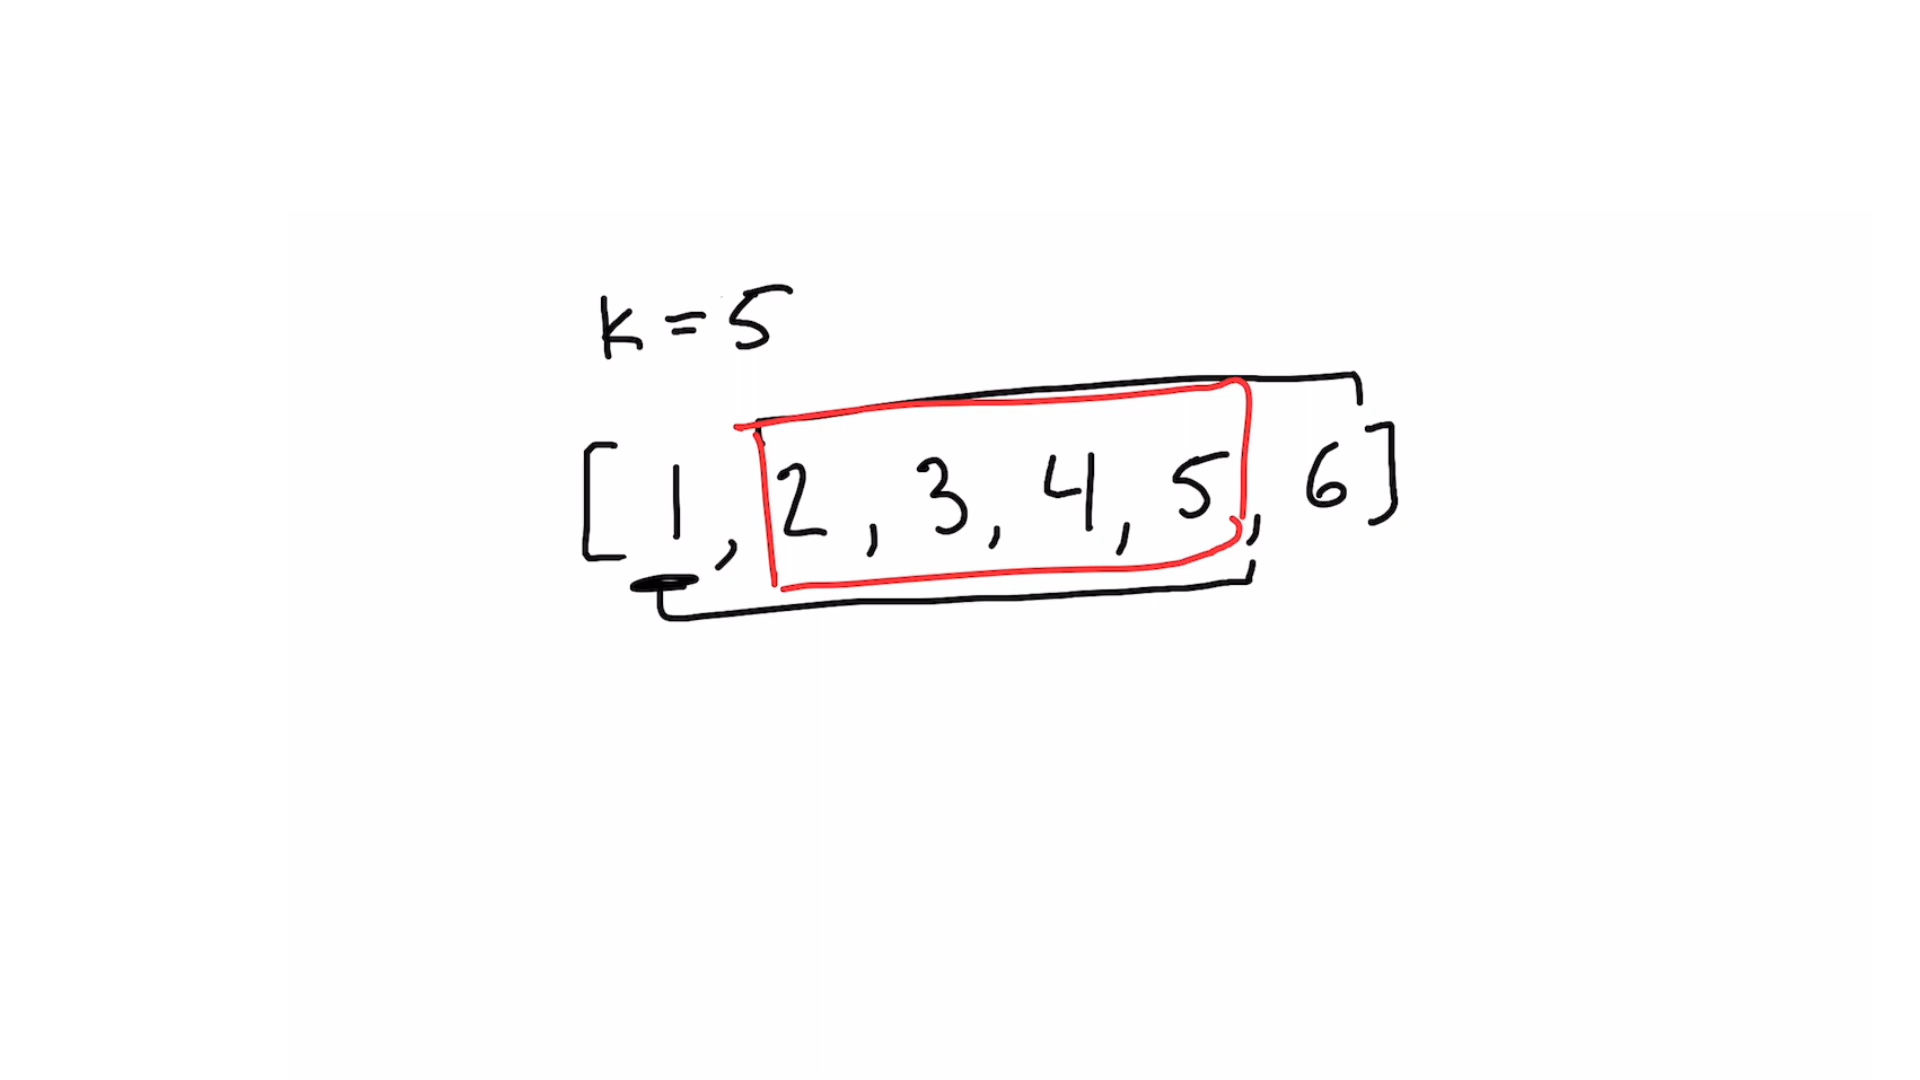 k = 5
[ 1 , 2 , 3 , 4 , 5 , 6 ]